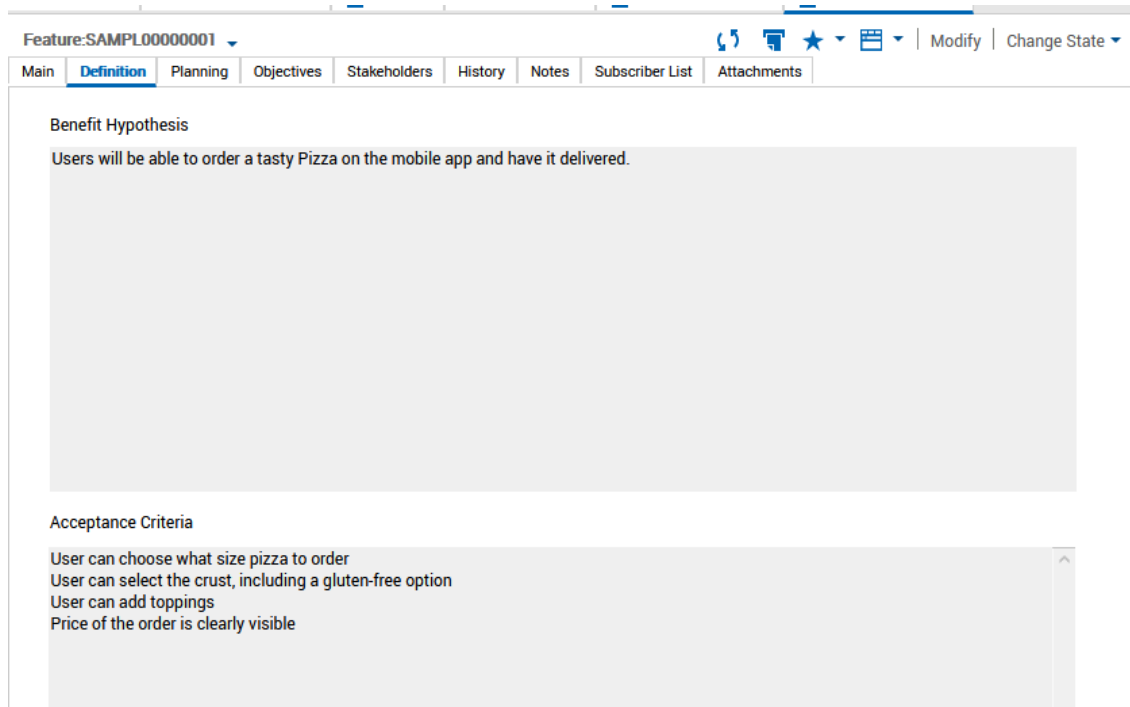 Feature:SAMPL00000001
Modify
Change State
Main
Definition
Planning
Objectives
Stakeholders
History
Notes
Subscriber List
Attachments
Benefit Hypothesis
Users will be able to order a tasty Pizza on the mobile app and have it delivered.
Acceptance Criteria
User can choose what size pizza to order
User can select the crust, including a gluten-free option
User can add toppings
Price of the order is clearly visible